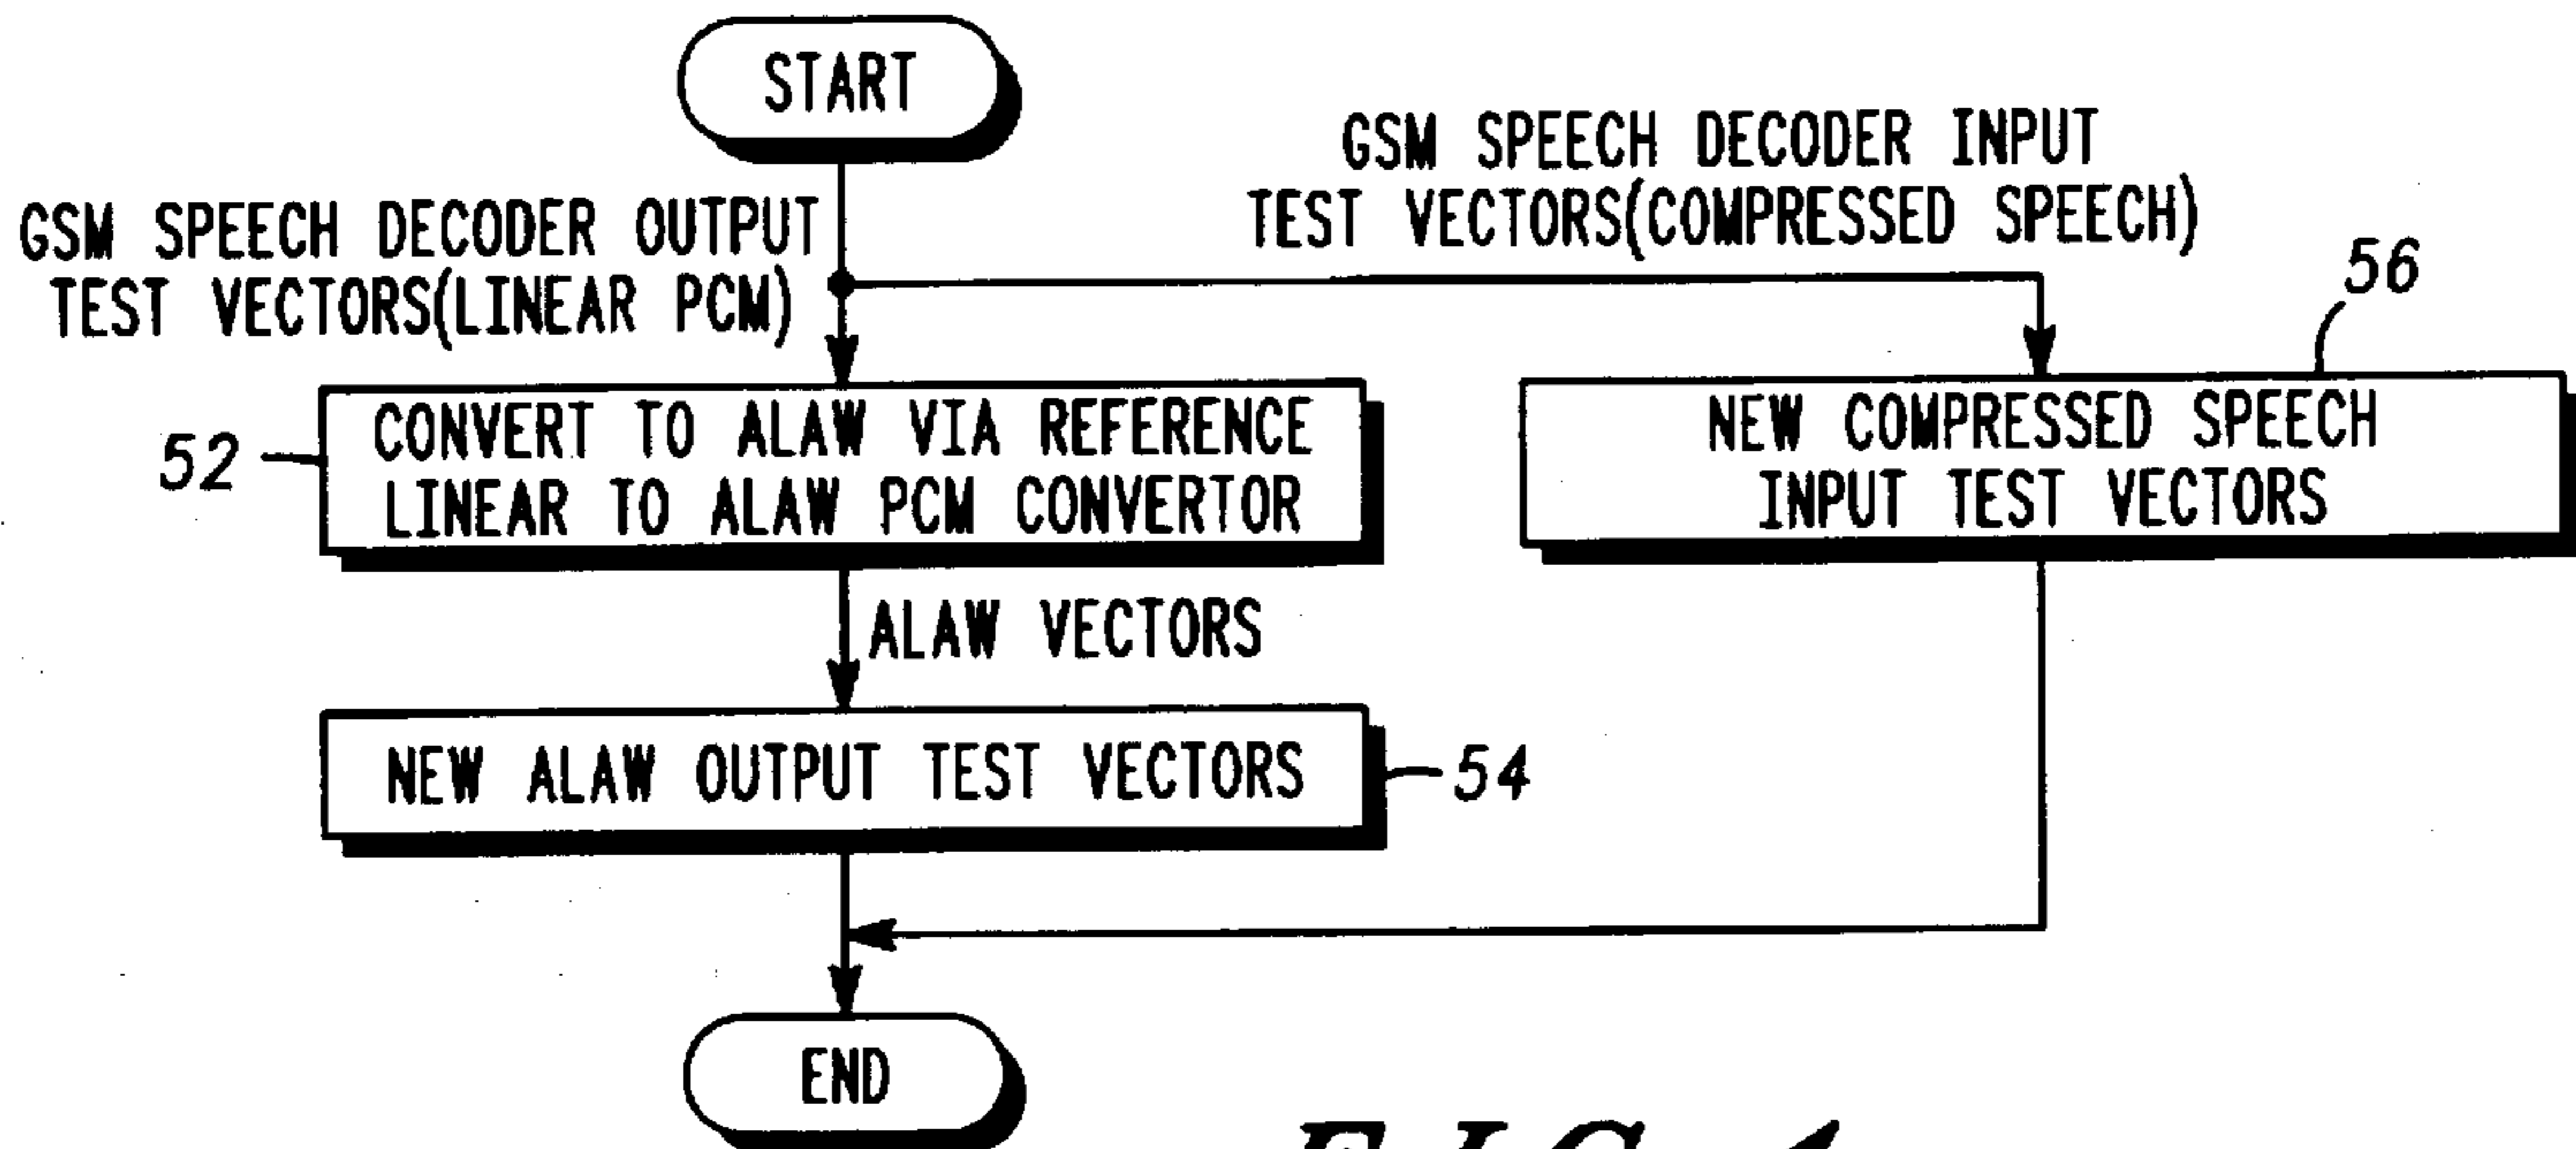 START
GSM SPEECH DECODER OUTPUT
TEST VECTORS(LINEAR PCM)
GSM SPEECH DECODER INPUT
TEST VECTORS(COMPRESSED SPEECH)
56
52
CONVERT TO ALAW VIA REFERENCE
LINEAR TO ALAW PCM CONVERTOR
NEW COMPRESSED SPEECH
INPUT TEST VECTORS
ALAW VECTORS
NEW ALAW OUTPUT TEST VECTORS
54
END